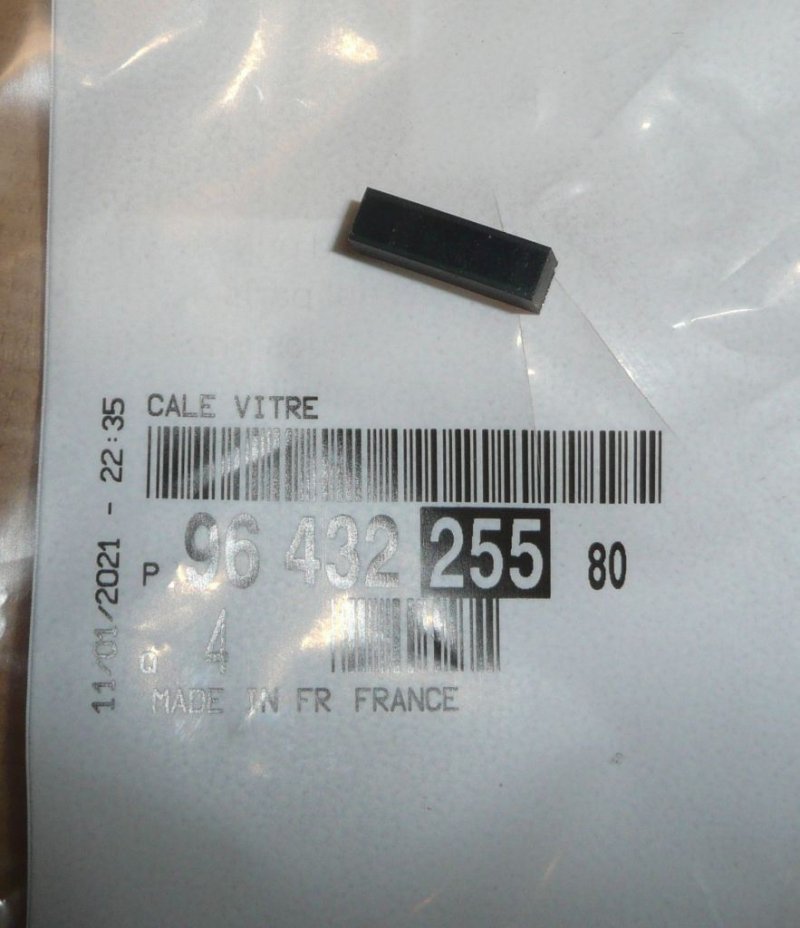 CALE VITRE
P 96 432 255 80
Q 4
MADE IN FR FRANCE
11/01/2021 - 22:35